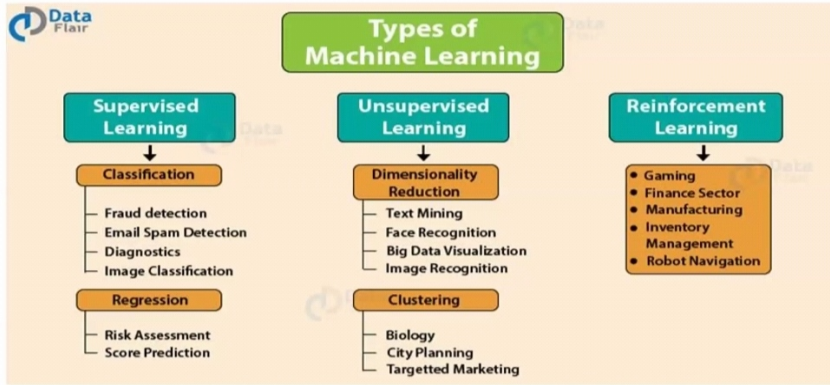 Data
Flair
Types of
Machine Learning
Supervised
Learning
Classification
Fraud detection
Email Spam Detection
Diagnostics
Image Classification
Regression
Risk Assessment
Score Prediction
Unsupervised
Learning
Dimensionality
Reduction
Text Mining
Face Recognition
Big Data Visualization
Image Recognition
Clustering
Biology
City Planning
Targetted Marketing
Reinforcement
Learning
Gaming
Finance Sector
Manufacturing
Inventory
Management
Robot Navigation